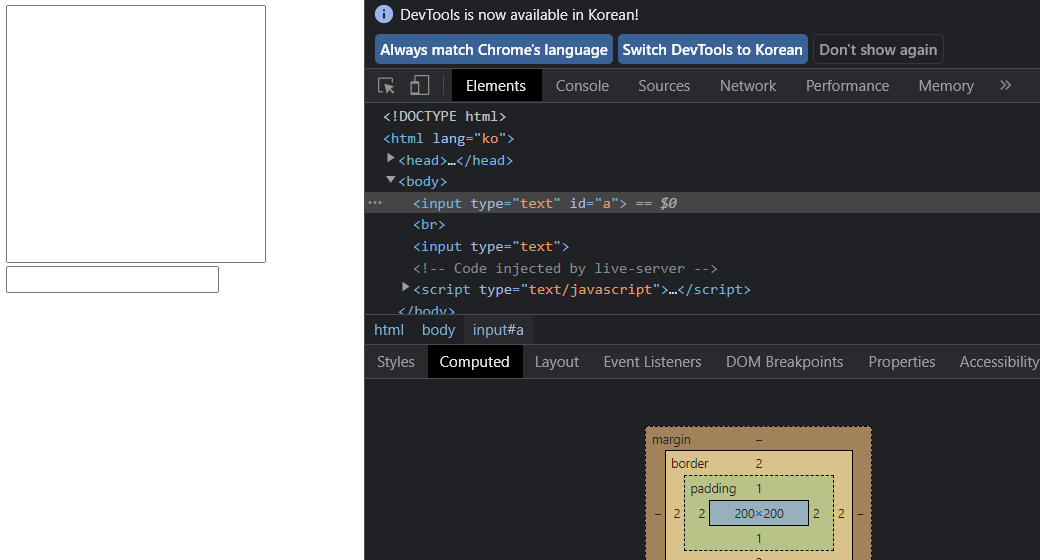 DevTools is now available in Korean!
Always match Chrome's language Switch DevTools to Korean Don't show again
Elements Console Sources Network Performance Memory »
<!DOCTYPE html>
<html lang="ko">
▶<head>…</head>
▼<body>
··· <input type="text" id="a"> == $0
<br>
<input type="text">
<!-- Code injected by live-server -->
▶<script type="text/javascript">…</script>
</body>
html body input#a
Styles Computed Layout Event Listeners DOM Breakpoints Properties Accessibility
margin –
border 2
padding 1
– 2 2 200×200 2 2 –
1